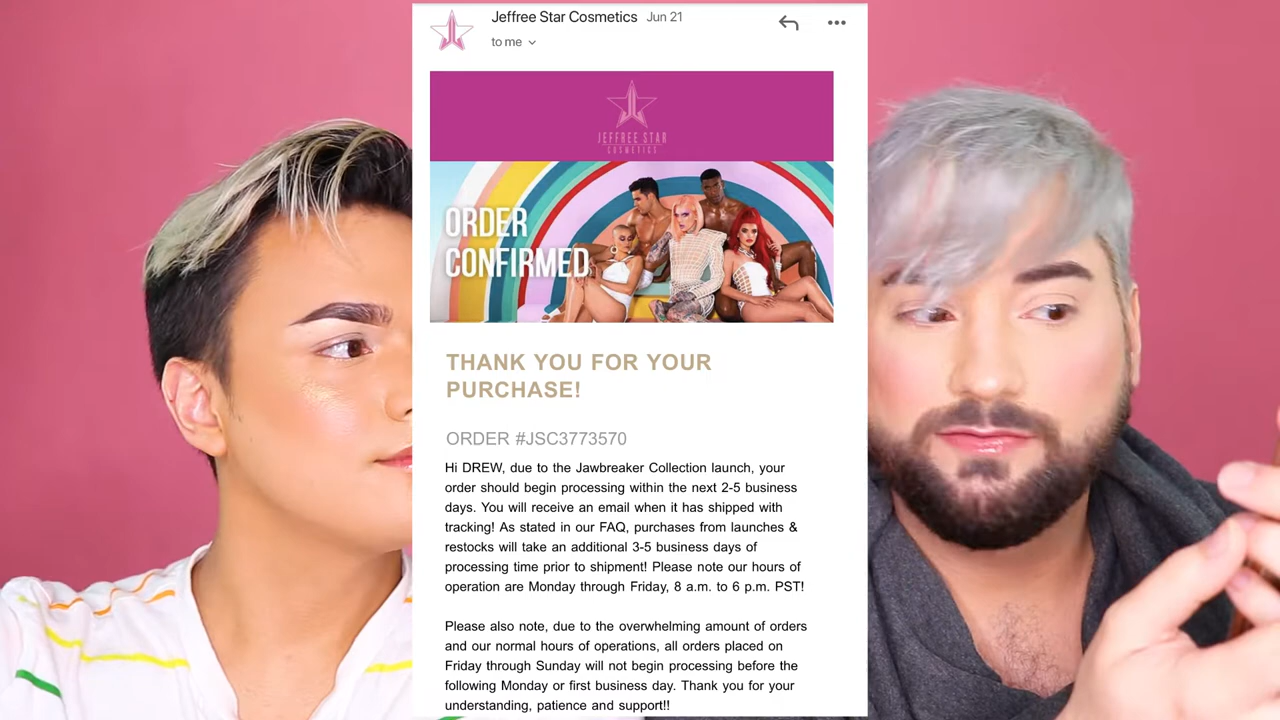 Jeffree Star Cosmetics Jun 21
to me
JEFFREE STAR
COSMETICS
ORDER
CONFIRMED
THANK YOU FOR YOUR
PURCHASE!
ORDER #JSC3773570
Hi DREW, due to the Jawbreaker Collection launch, your
order should begin processing within the next 2-5 business
days. You will receive an email when it has shipped with
tracking! As stated in our FAQ, purchases from launches &
restocks will take an additional 3-5 business days of
processing time prior to shipment! Please note our hours of
operation are Monday through Friday, 8 a.m. to 6 p.m. PST!
Please also note, due to the overwhelming amount of orders
and our normal hours of operations, all orders placed on
Friday through Sunday will not begin processing before the
following Monday or first business day. Thank you for your
understanding, patience and support!!